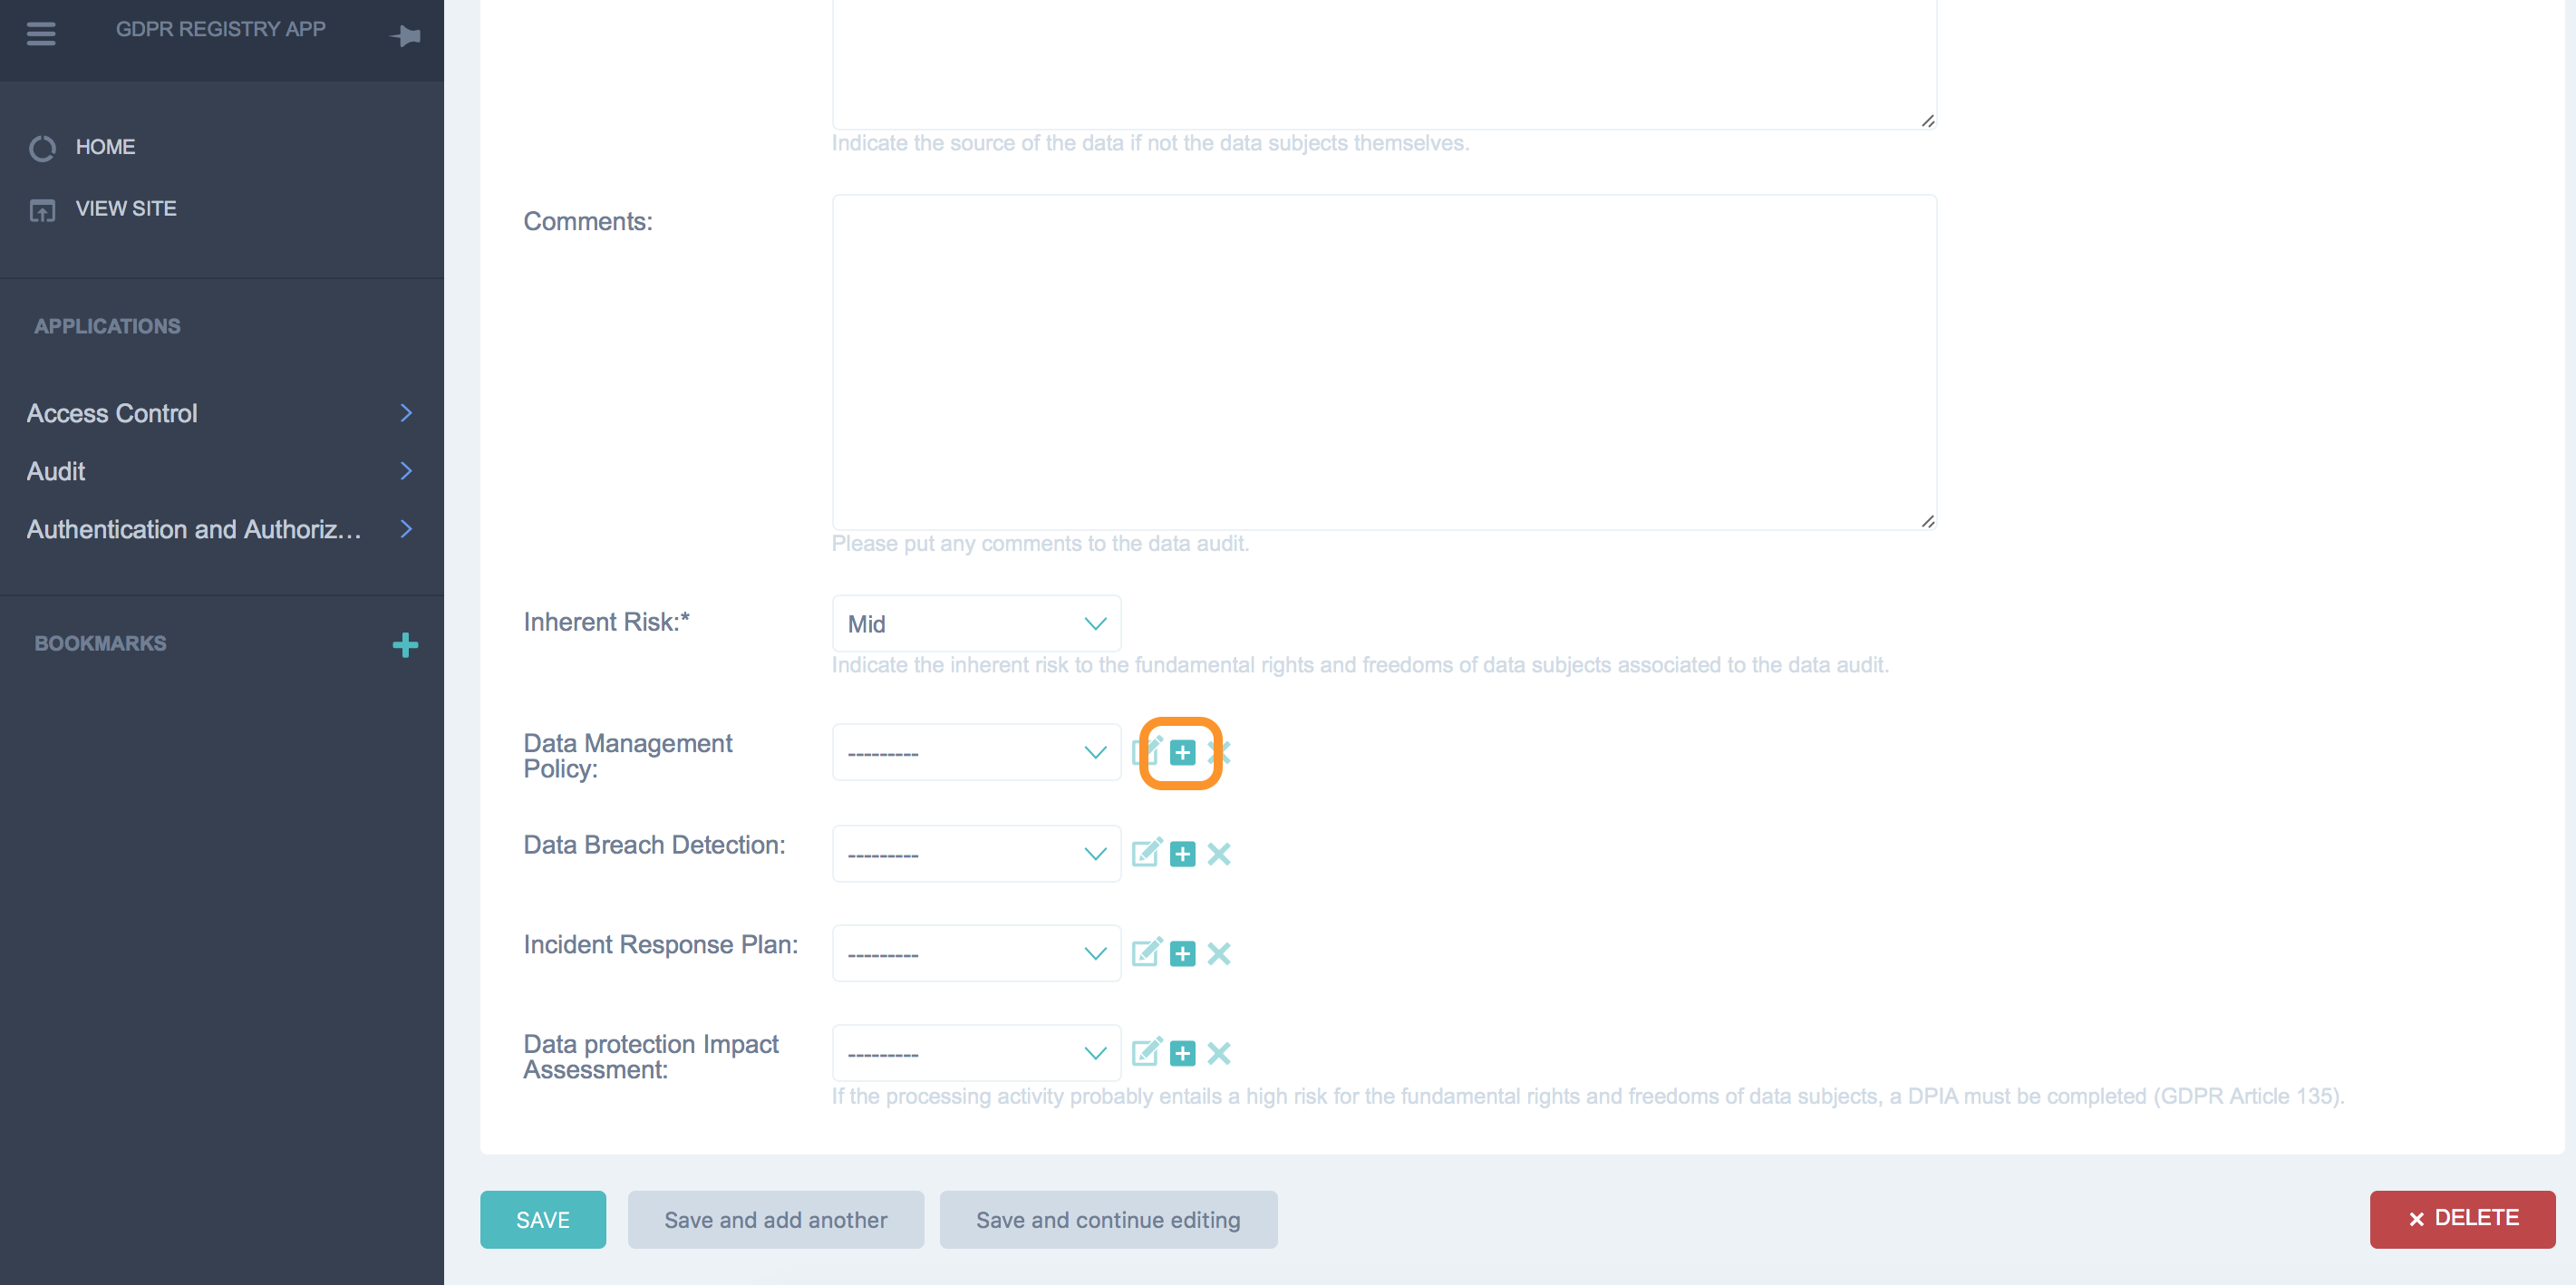 GDPR REGISTRY APP
HOME
VIEW SITE
APPLICATIONS
Access Control
Audit
Authentication and Authoriz...
BOOKMARKS
Indicate the source of the data if not the data subjects themselves.
Comments:
Please put any comments to the data audit.
Inherent Risk:*
Mid
Indicate the inherent risk to the fundamental rights and freedoms of data subjects associated to the data audit.
Data Management
Policy:
---------
Data Breach Detection:
---------
Incident Response Plan:
---------
Data protection Impact
Assessment:
---------
If the processing activity probably entails a high risk for the fundamental rights and freedoms of data subjects, a DPIA must be completed (GDPR Article 135).
SAVE
Save and add another
Save and continue editing
DELETE